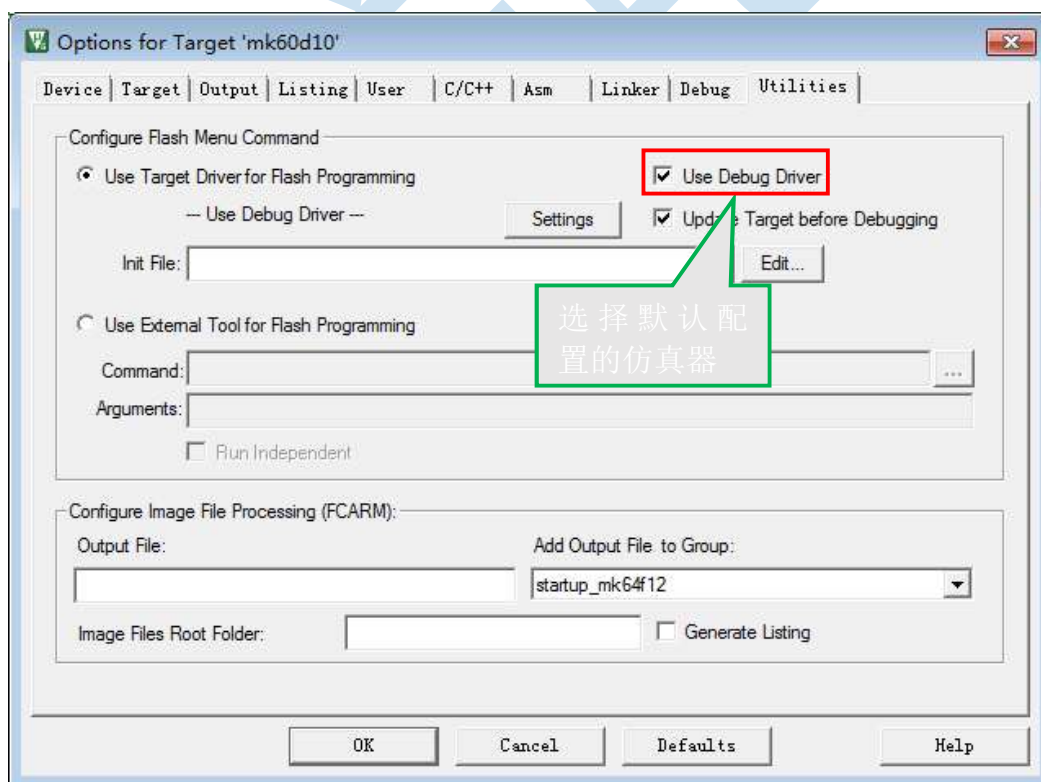 Options for Target 'mk60d10'
Device Target Output Listing User C/C++ Asm Linker Debug Utilities
Configure Flash Menu Command
Use Target Driver for Flash Programming
Use Debug Driver
--- Use Debug Driver ---
Settings
Update Target before Debugging
Init File:
Edit...
选择默认配
置的仿真器
Use External Tool for Flash Programming
Command:
...
Arguments:
Run Independent
Configure Image File Processing (FCARM):
Output File:
Add Output File to Group:
startup_mk64f12
Image Files Root Folder:
Generate Listing
OK
Cancel
Defaults
Help